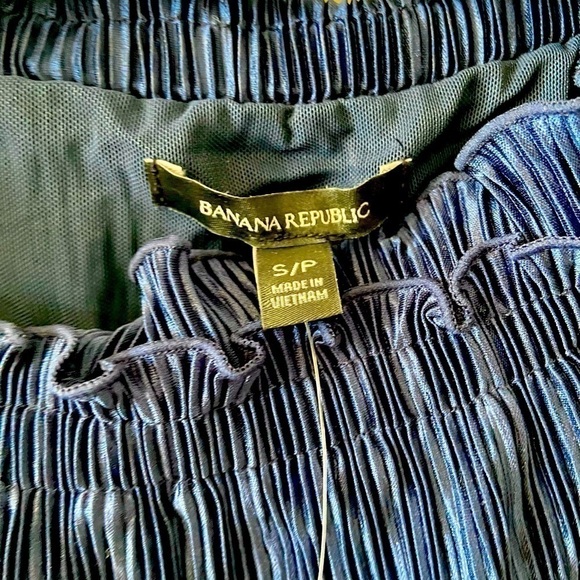 BANANA REPUBLIC
S/P
MADE IN
VIETNAM